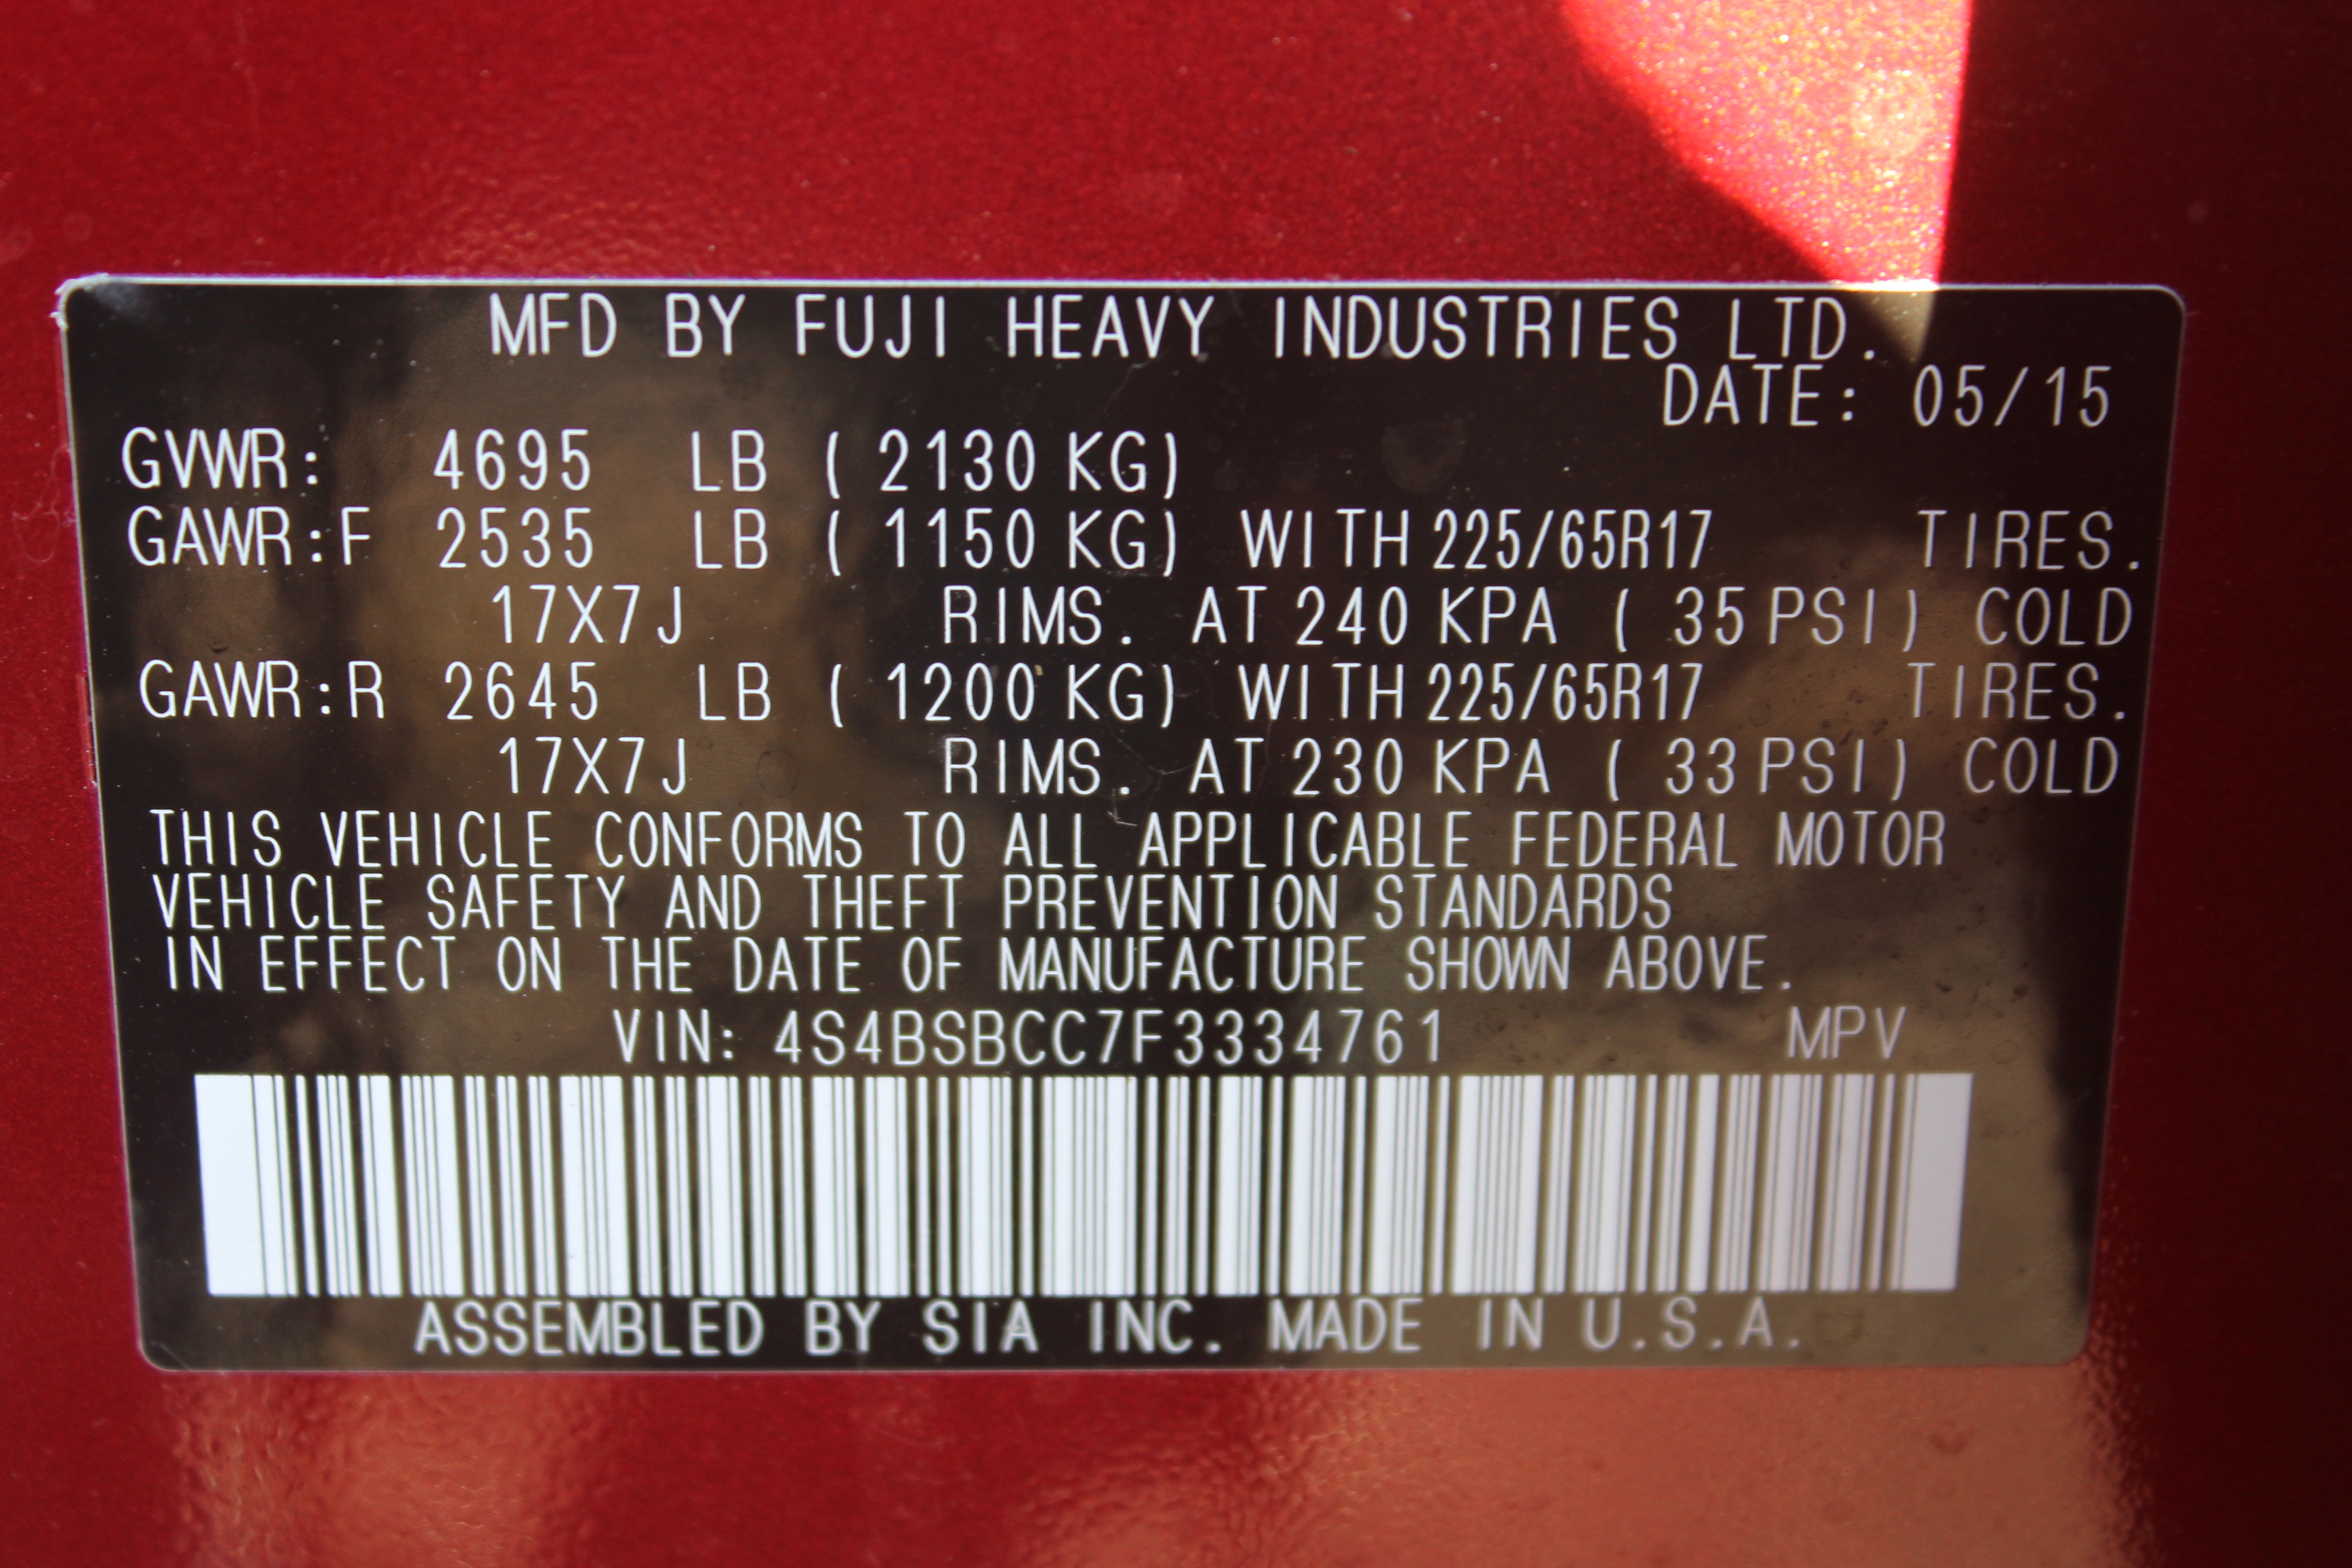 MFD BY FUJI HEAVY INDUSTRIES LTD.
DATE: 05/15
GVWR: 4695 LB ( 2130 KG)
GAWR:F 2535 LB ( 1150 KG) WITH 225/65R17 TIRES.
17X7J RIMS. AT 240 KPA ( 35 PSI) COLD
GAWR:R 2645 LB ( 1200 KG) WITH 225/65R17 TIRES.
17X7J RIMS. AT 230 KPA ( 33 PSI) COLD
THIS VEHICLE CONFORMS TO ALL APPLICABLE FEDERAL MOTOR
VEHICLE SAFETY AND THEFT PREVENTION STANDARDS
IN EFFECT ON THE DATE OF MANUFACTURE SHOWN ABOVE.
VIN: 4S4BSBCC7F3334761 MPV
ASSEMBLED BY SIA INC. MADE IN U.S.A.